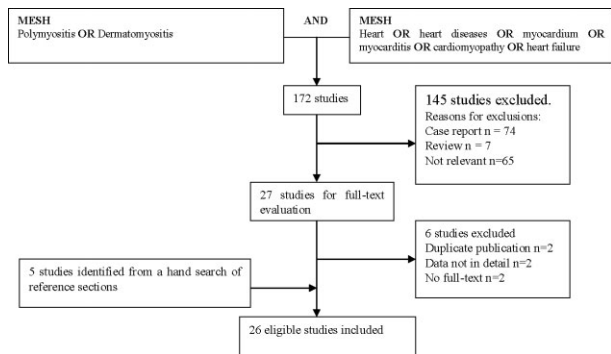 MESH
Polymyositis OR Dermatomyositis
AND
MESH
Heart OR heart diseases OR myocardium OR
myocarditis OR cardiomyopathy OR heart failure
172 studies
145 studies excluded.
Reasons for exclusions:
Case report n = 74
Review n = 7
Not relevant n=65
27 studies for full-text
evaluation
6 studies excluded
Duplicate publication n=2
Data not in detail n=2
No full-text n=2
5 studies identified from a hand search of
reference sections
26 eligible studies included